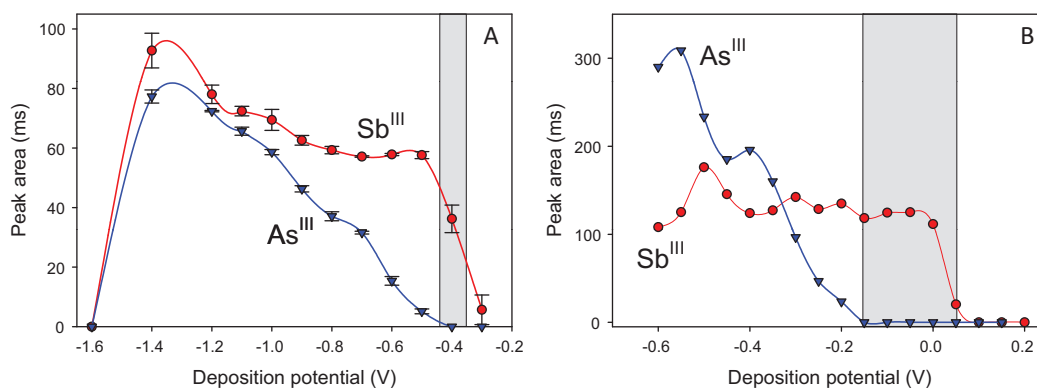 A
100
80
60
40
20
0
Peak area (ms)
Sb^III
As^III
-1.6
-1.4
-1.2
-1.0
-0.8
-0.6
-0.4
-0.2
Deposition potential (V)
B
300
200
100
0
Peak area (ms)
As^III
Sb^III
-0.6
-0.4
-0.2
0.0
0.2
Deposition potential (V)